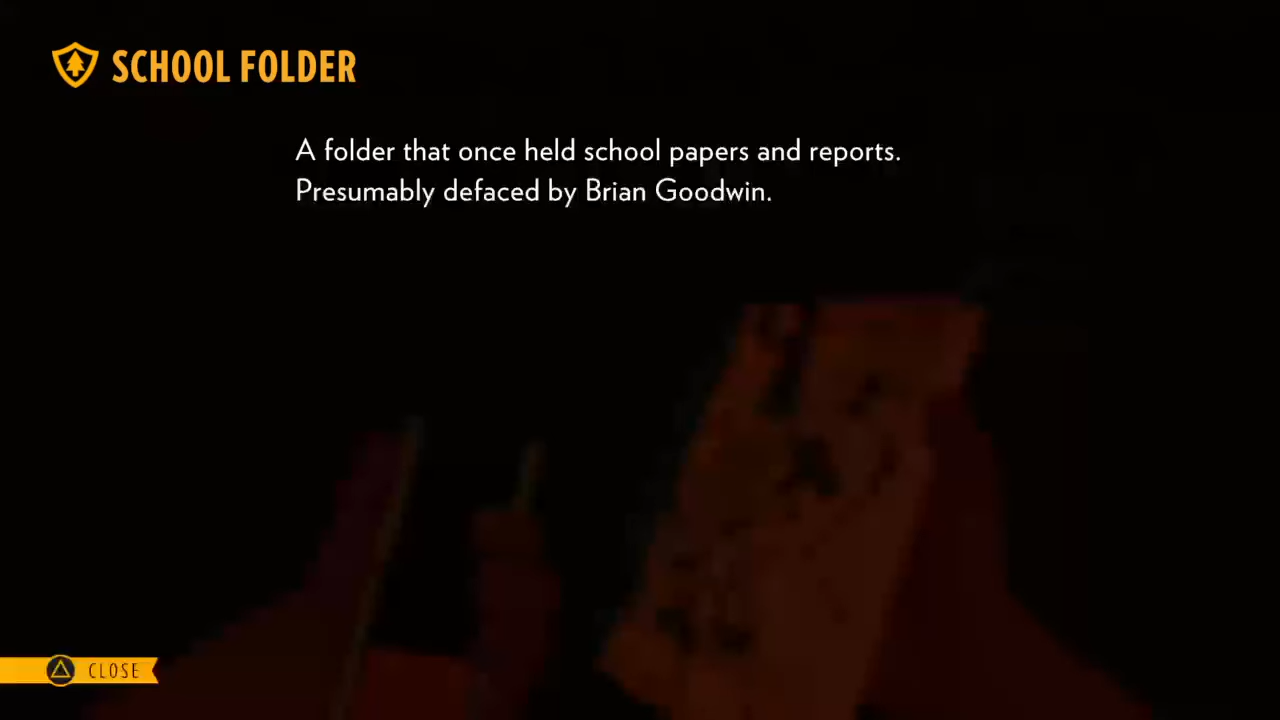 SCHOOL FOLDER
A folder that once held school papers and reports.
Presumably defaced by Brian Goodwin.
CLOSE